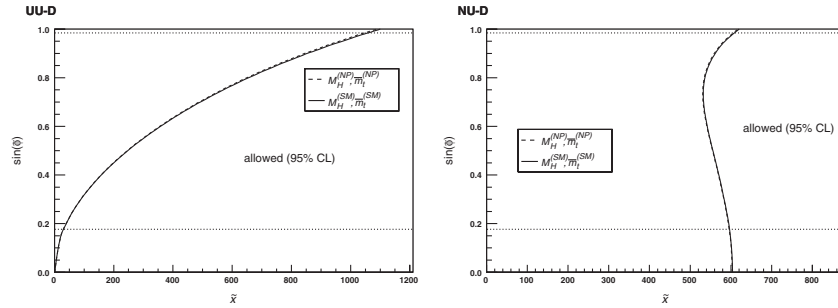 UU-D
1.0
0.8
0.6
0.4
0.2
0.0
sin(ϕ̃)
M_H^(NP), m̅_t^(NP)
M_H^(SM), m̅_t^(SM)
allowed (95% CL)
0 200 400 600 800 1000 1200
x̃
NU-D
1.0
0.8
0.6
0.4
0.2
0.0
sin(ϕ̃)
M_H^(NP), m̅_t^(NP)
M_H^(SM), m̅_t^(SM)
allowed (95% CL)
0 100 200 300 400 500 600 700 800
x̃